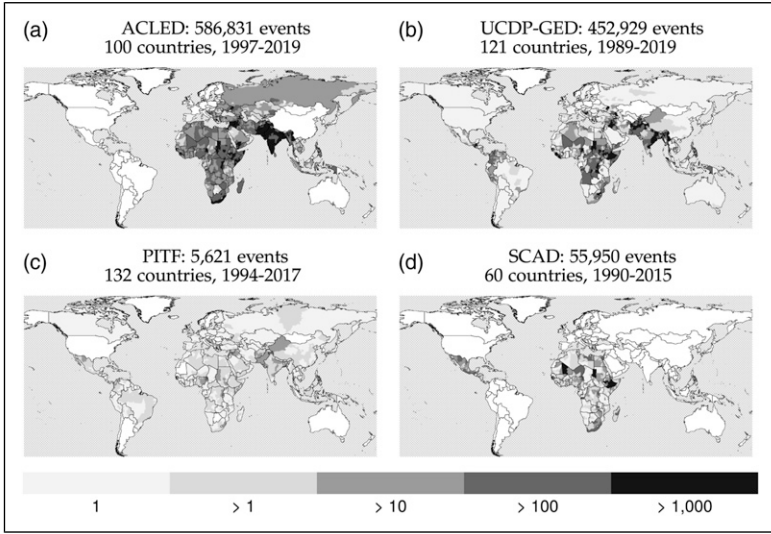 (a)
ACLED: 586,831 events
100 countries, 1997-2019
(b)
UCDP-GED: 452,929 events
121 countries, 1989-2019
(c)
PITF: 5,621 events
132 countries, 1994-2017
(d)
SCAD: 55,950 events
60 countries, 1990-2015
1
> 1
> 10
> 100
> 1,000